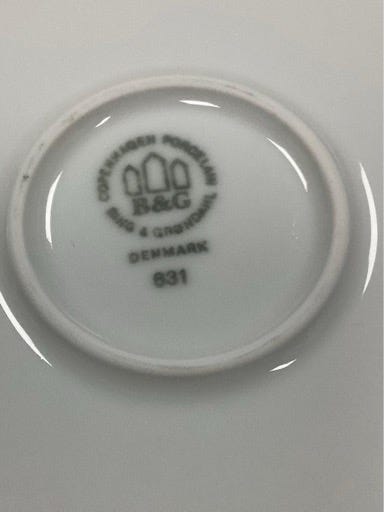 COPENHAGEN PORCELAIN
B&G
BING & GRØNDAHL
DENMARK
631